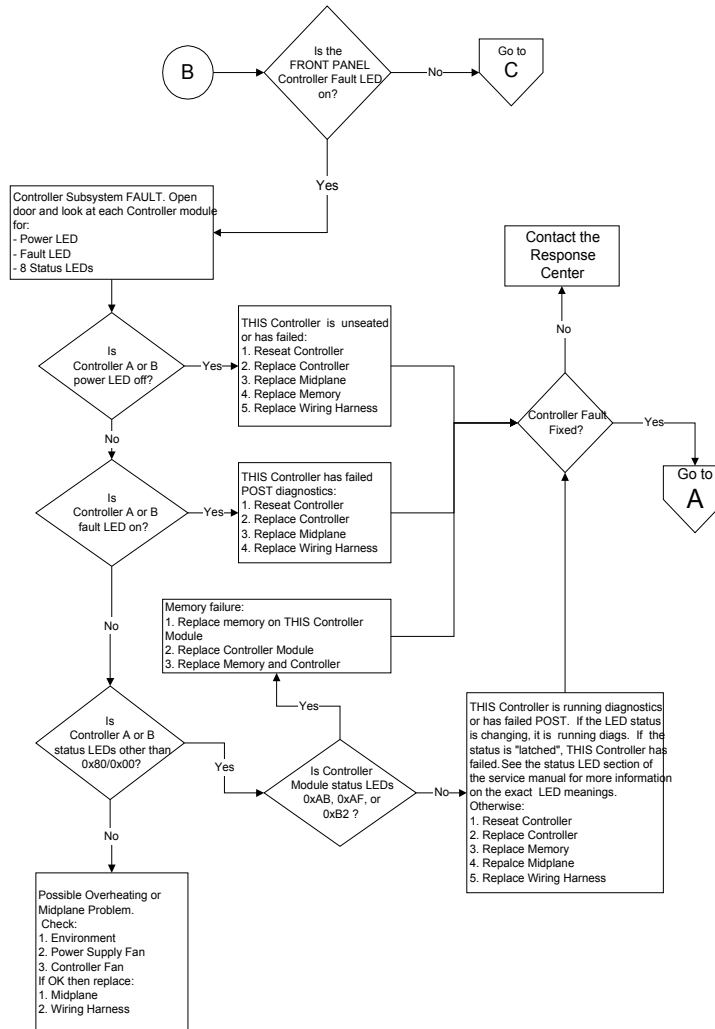 B
Is the
FRONT PANEL
Controller Fault LED
on?
No
Go to
C
Yes
Controller Subsystem FAULT. Open
door and look at each Controller module
for:
- Power LED
- Fault LED
- 8 Status LEDs
Contact the
Response
Center
No
Is
Controller A or B
power LED off?
Yes
THIS Controller is unseated
or has failed:
1. Reseat Controller
2. Replace Controller
3. Replace Midplane
4. Replace Memory
5. Replace Wiring Harness
Controller Fault
Fixed?
Yes
Go to
A
No
Is
Controller A or B
fault LED on?
Yes
THIS Controller has failed
POST diagnostics:
1. Reseat Controller
2. Replace Controller
3. Replace Midplane
4. Replace Wiring Harness
No
Memory failure:
1. Replace memory on THIS Controller
Module
2. Replace Controller Module
3. Replace Memory and Controller
Yes
Is
Controller A or B
status LEDs other than
0x80/0x00?
Yes
Is Controller
Module status LEDs
0xAB, 0xAF, or
0xB2 ?
No
THIS Controller is running diagnostics
or has failed POST. If the LED status
is changing, it is running diags. If the
status is "latched", THIS Controller has
failed.See the status LED section of
the service manual for more information
on the exact LED meanings.
Otherwise:
1. Reseat Controller
2. Replace Controller
3. Replace Memory
4. Repalce Midplane
5. Replace Wiring Harness
No
Possible Overheating or
Midplane Problem.
Check:
1. Environment
2. Power Supply Fan
3. Controller Fan
If OK then replace:
1. Midplane
2. Wiring Harness